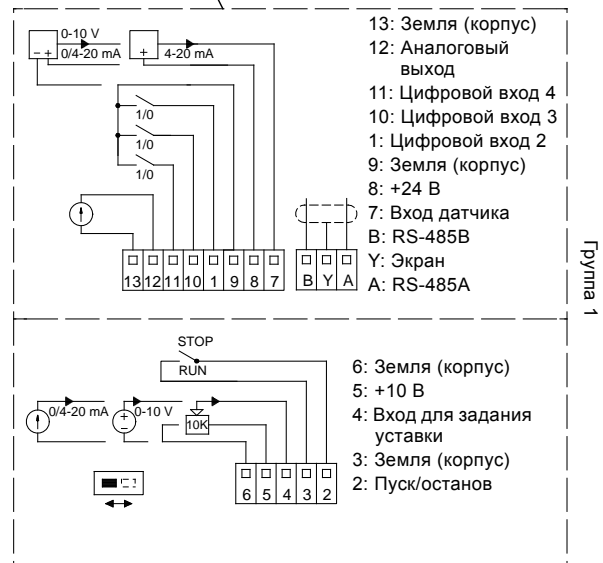 0-10 V
0/4-20 mA
- +
+
4-20 mA
1/0
1/0
1/0
13 12 11 10 1 9 8 7
B Y A
13: Земля (корпус)
12: Аналоговый
выход
11: Цифровой вход 4
10: Цифровой вход 3
1: Цифровой вход 2
9: Земля (корпус)
8: +24 В
7: Вход датчика
B: RS-485B
Y: Экран
A: RS-485A
Группа 1
STOP
RUN
0/4-20 mA
+
-
0-10 V
10K
6 5 4 3 2
6: Земля (корпус)
5: +10 В
4: Вход для задания
уставки
3: Земля (корпус)
2: Пуск/останов